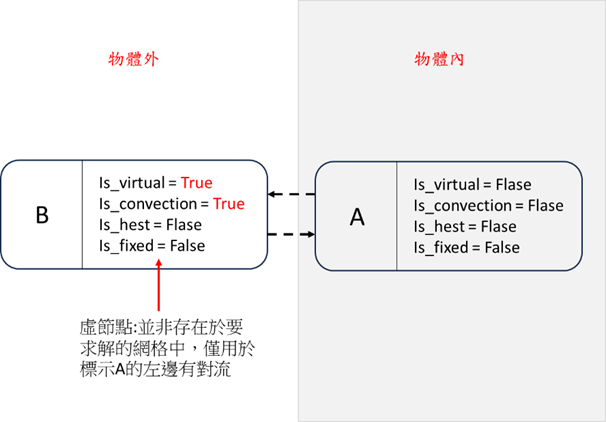 物體外
物體內
B
Is_virtual = True
Is_convection = True
Is_hest = Flase
Is_fixed = False
A
Is_virtual = Flase
Is_convection = Flase
Is_hest = Flase
Is_fixed = False
虛節點:並非存在於要
求解的網格中，僅用於
標示A的左邊有對流